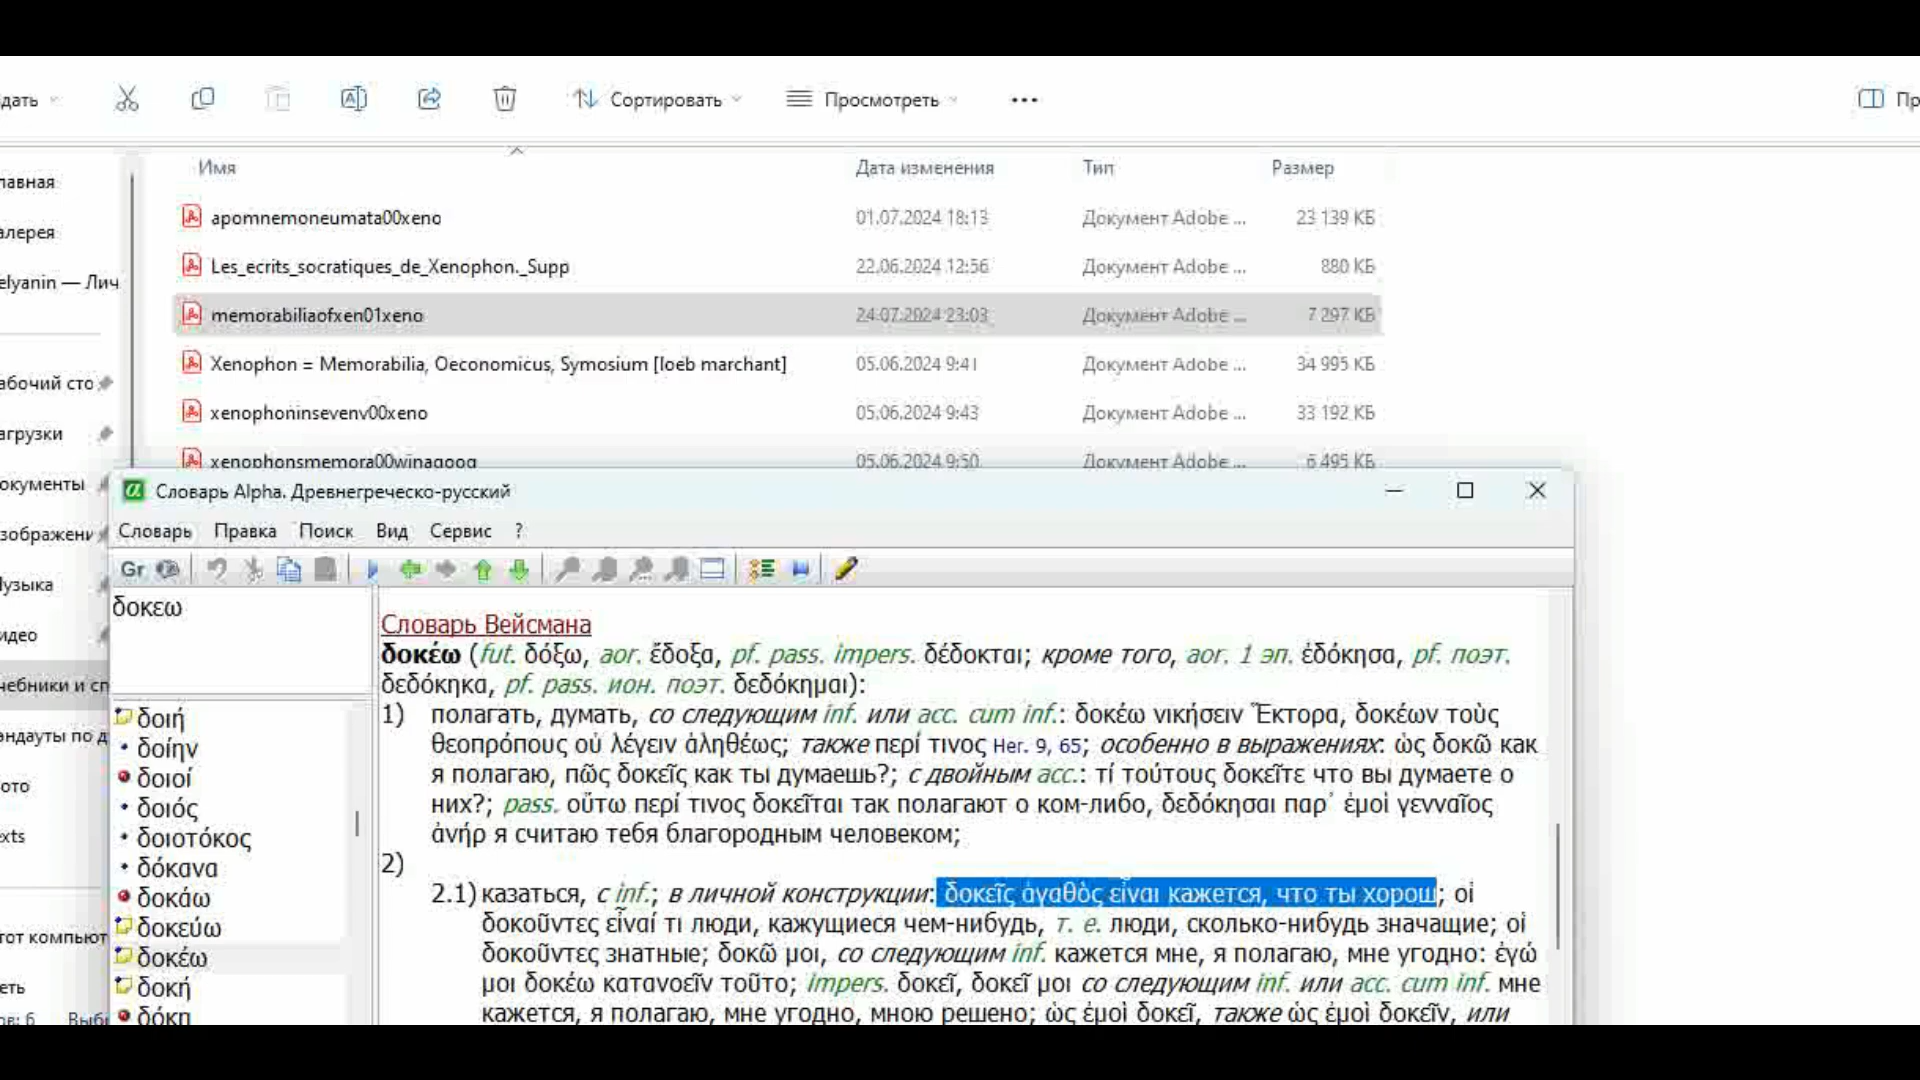 дать
Сортировать
Просмотреть
Пр
Имя Дата изменения Тип Размер
apomnemoneumata00xeno 01.07.2024 18:13 Документ Adobe ... 23 139 КБ
Les_ecrits_socratiques_de_Xenophon._Supp 22.06.2024 12:56 Документ Adobe ... 880 КБ
memorabiliaofxen01xeno 24.07.2024 23:03 Документ Adobe ... 7 297 КБ
Xenophon = Memorabilia, Oeconomicus, Symosium [loeb marchant] 05.06.2024 9:41 Документ Adobe ... 34 995 КБ
xenophoninsevenv00xeno 05.06.2024 9:43 Документ Adobe ... 33 192 КБ
xenophonsmemora00winagoog 05.06.2024 9:50 Документ Adobe ... 6 495 КБ
лавная
алерея
elyanin — Лич
абочий сто
агрузки
окументы
зображени
узыка
идео
чебники и сп
эндауты по д
ото
exts
тот компьют
еть
ов: 6 Выб
Словарь Alpha. Древнегреческо-русский
Словарь Правка Поиск Вид Сервис ?
Gr
δοκεω
δοιή
δοίην
δοιοί
δοιός
δοιοτόκος
δόκανα
δοκάω
δοκεύω
δοκέω
δοκή
δόκη
Словарь Вейсмана
δοκέω (fut. δόξω, aor. ἔδοξα, pf. pass. impers. δέδοκται; кроме того, aor. 1 эп. ἐδόκησα, pf. поэт.
δεδόκηκα, pf. pass. ион. поэт. δεδόκημαι):
1) полагать, думать, со следующим inf. или acc. cum inf.: δοκέω νικήσειν Ἕκτορα, δοκέων τοὺς
θεοπρόπους οὐ λέγειν ἀληθέως; также περί τινος Her. 9, 65; особенно в выражениях: ὡς δοκῶ как
я полагаю, πῶς δοκεῖς как ты думаешь?; с двойным acc.: τί τούτους δοκεῖτε что вы думаете о
них?; pass. οὕτω περί τινος δοκεῖται так полагают о ком-либо, δεδόκησαι παρ᾽ ἐμοὶ γενναῖος
ἀνήρ я считаю тебя благородным человеком;
2)
2.1) казаться, с inf.; в личной конструкции: δοκεῖς ἀγαθὸς εἶναι кажется, что ты хорош; οἱ
δοκοῦντες εἶναί τι люди, кажущиеся чем-нибудь, т. е. люди, сколько-нибудь значащие; οἱ
δοκοῦντες знатные; δοκῶ μοι, со следующим inf. кажется мне, я полагаю, мне угодно: ἐγώ
μοι δοκέω κατανοεῖν τοῦτο; impers. δοκεῖ, δοκεῖ μοι со следующим inf. или acc. cum inf. мне
кажется, я полагаю, мне угодно, мною решено; ὡς ἐμοὶ δοκεῖ, также ὡς ἐμοὶ δοκεῖν, или